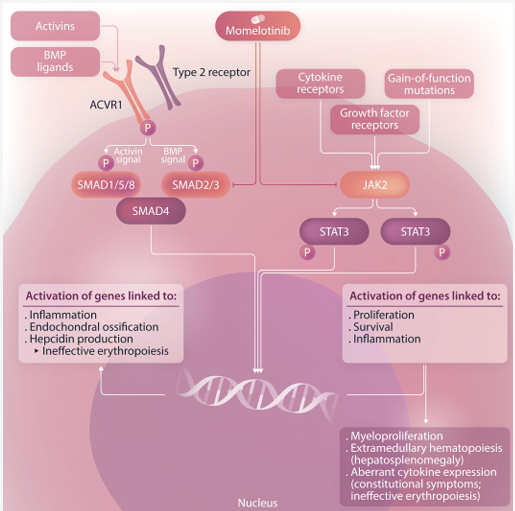 Activins
BMP
ligands
Momelotinib
Type 2 receptor
ACVR1
Cytokine
receptors
Gain-of-function
mutations
Growth factor
receptors
P
Activin
signal
BMP
signal
P
P
SMAD1/5/8
SMAD2/3
SMAD4
JAK2
STAT3
STAT3
P
P
Activation of genes linked to:
. Inflammation
. Endochondral ossification
. Hepcidin production
‣ Ineffective erythropoiesis
Activation of genes linked to:
. Proliferation
. Survival
. Inflammation
. Myeloproliferation
. Extramedullary hematopoiesis
(hepatosplenomegaly)
. Aberrant cytokine expression
(constitutional symptoms;
ineffective erythropoiesis)
Nucleus